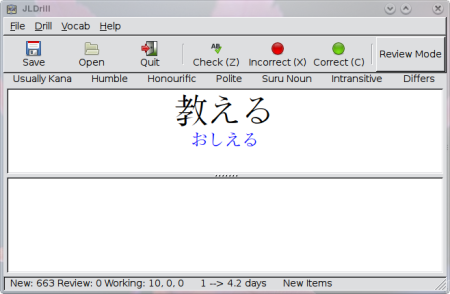 JLDrill
File Drill Vocab Help
Save Open Quit Check (Z) Incorrect (X) Correct (C) Review Mode
Usually Kana Humble Honourific Polite Suru Noun Intransitive Differs
教える
おしえる
New: 663 Review: 0 Working: 10, 0, 0 1 --> 4.2 days New Items